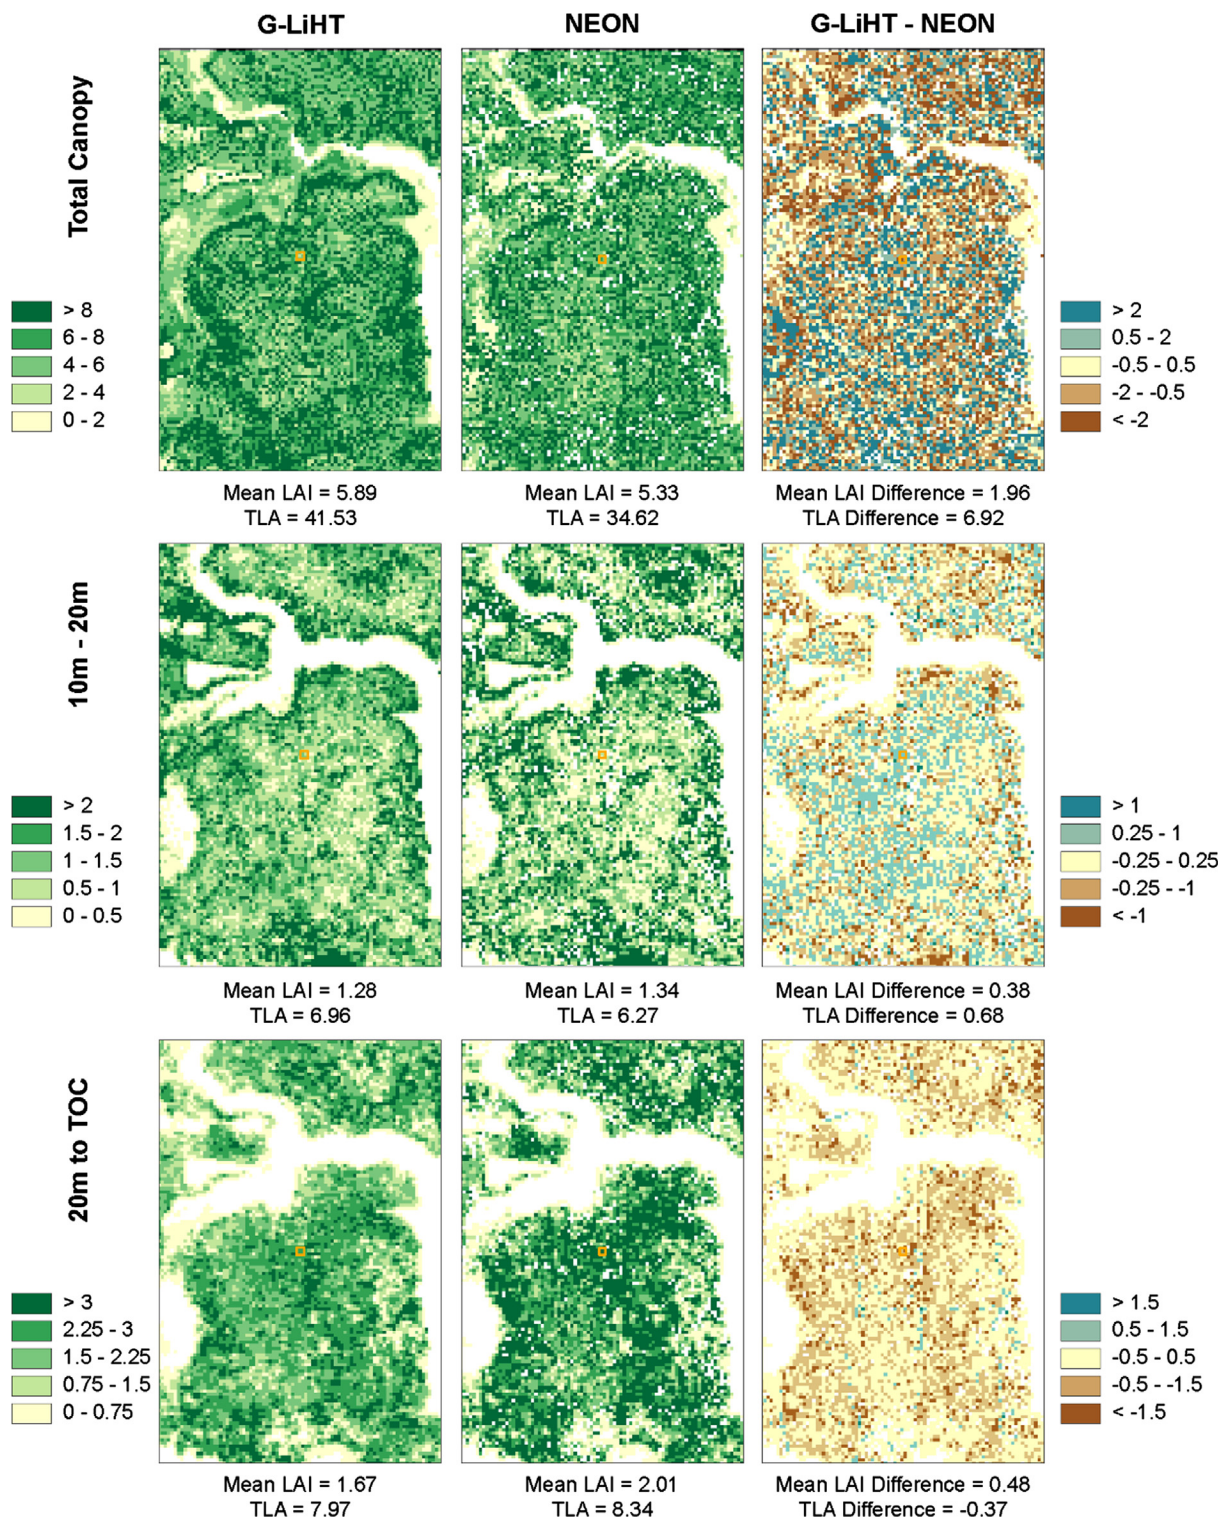 G-LiHT
NEON
G-LiHT - NEON
Total Canopy
> 8
6 - 8
4 - 6
2 - 4
0 - 2
> 2
0.5 - 2
-0.5 - 0.5
-2 - -0.5
< -2
Mean LAI = 5.89
TLA = 41.53
Mean LAI = 5.33
TLA = 34.62
Mean LAI Difference = 1.96
TLA Difference = 6.92
10m - 20m
> 2
1.5 - 2
1 - 1.5
0.5 - 1
0 - 0.5
> 1
0.25 - 1
-0.25 - 0.25
-0.25 - -1
< -1
Mean LAI = 1.28
TLA = 6.96
Mean LAI = 1.34
TLA = 6.27
Mean LAI Difference = 0.38
TLA Difference = 0.68
20m to TOC
> 3
2.25 - 3
1.5 - 2.25
0.75 - 1.5
0 - 0.75
> 1.5
0.5 - 1.5
-0.5 - 0.5
-0.5 - -1.5
< -1.5
Mean LAI = 1.67
TLA = 7.97
Mean LAI = 2.01
TLA = 8.34
Mean LAI Difference = 0.48
TLA Difference = -0.37